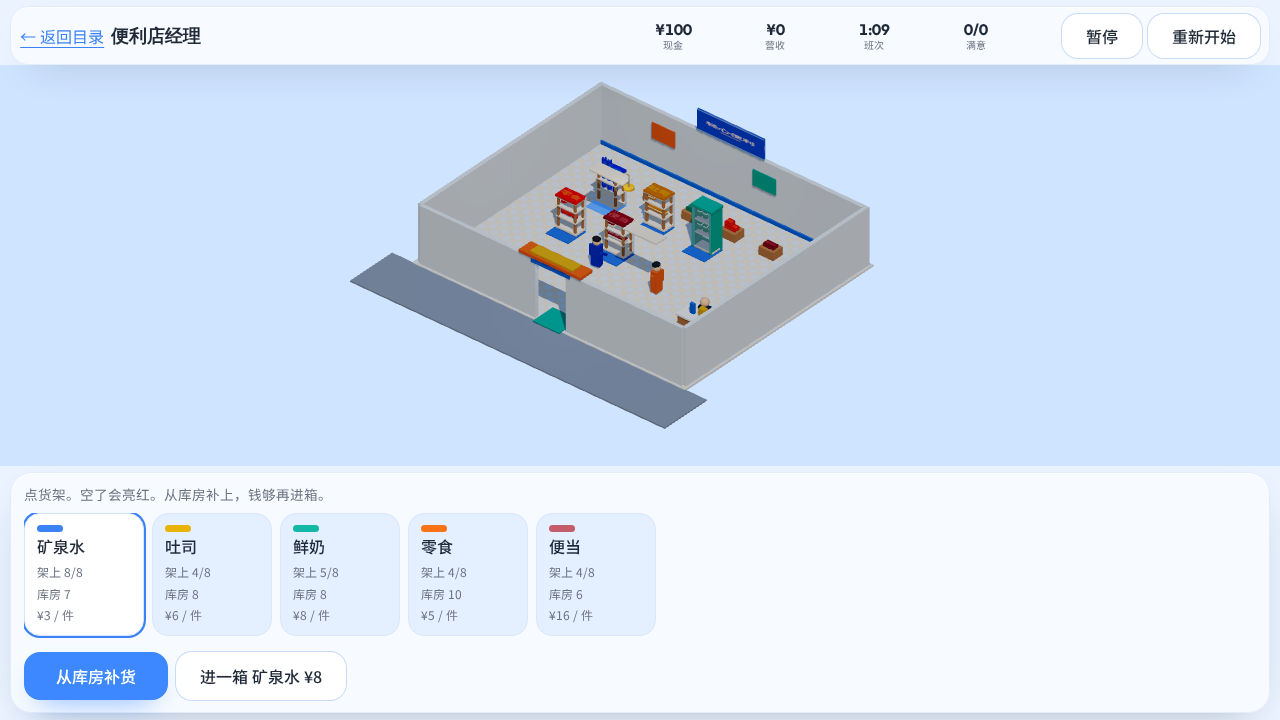 ← 返回目录 便利店经理
¥100 ¥0 1:09 0/0
现金 营收 班次 满意
暂停 重新开始
点货架。空了会亮红。从库房补上，钱够再进箱。
矿泉水
架上 8/8
库房 7
¥3 / 件
吐司
架上 4/8
库房 8
¥6 / 件
鲜奶
架上 5/8
库房 8
¥8 / 件
零食
架上 4/8
库房 10
¥5 / 件
便当
架上 4/8
库房 6
¥16 / 件
从库房补货 进一箱 矿泉水 ¥8